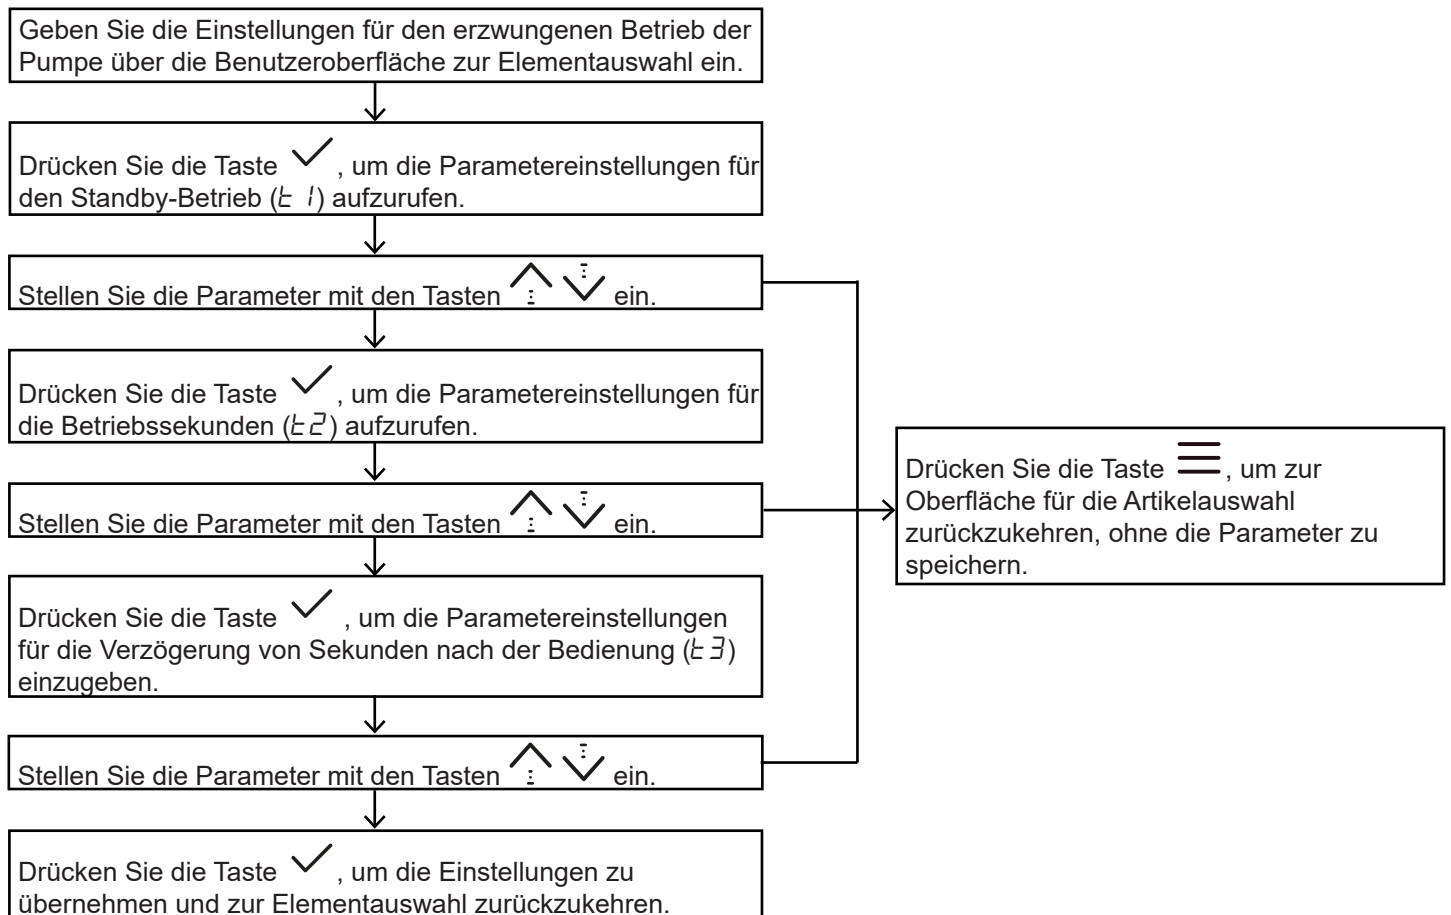 Geben Sie die Einstellungen für den erzwungenen Betrieb der
Pumpe über die Benutzeroberfläche zur Elementauswahl ein.
Drücken Sie die Taste , um die Parametereinstellungen für
den Standby-Betrieb (t1) aufzurufen.
Stellen Sie die Parameter mit den Tasten ein.
Drücken Sie die Taste , um die Parametereinstellungen für
die Betriebssekunden (t2) aufzurufen.
Stellen Sie die Parameter mit den Tasten ein.
Drücken Sie die Taste , um die Parametereinstellungen
für die Verzögerung von Sekunden nach der Bedienung (t3)
einzugeben.
Stellen Sie die Parameter mit den Tasten ein.
Drücken Sie die Taste , um die Einstellungen zu
übernehmen und zur Elementauswahl zurückzukehren.
Drücken Sie die Taste , um zur
Oberfläche für die Artikelauswahl
zurückzukehren, ohne die Parameter zu
speichern.